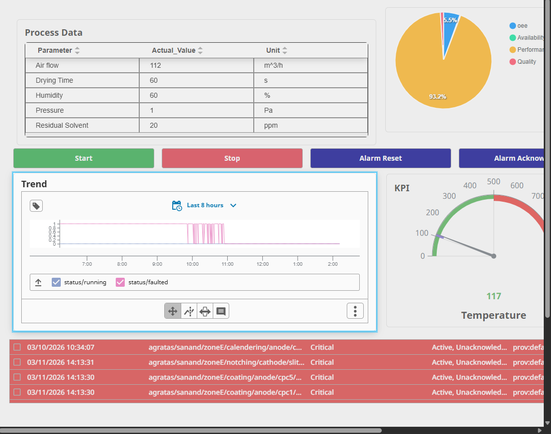 Process Data
Parameter Actual_Value Unit
Air flow 112 m^3/h
Drying Time 60 s
Humidity 60 %
Pressure 1 Pa
Residual Solvent 20 ppm
5.5%
93.2%
oee
Availabili
Performan
Quality
Start Stop Alarm Reset Alarm Acknow
Trend
Last 8 hours
1
0
7:00 8:00 9:00 10:00 11:00 12:00 1:00 2:00
status/running status/faulted
KPI
0
100
200
300
400
500
600
700
117
Temperature
03/10/2026 10:34:07 agratas/sanand/zoneE/calendering/anode/c... Critical Active, Unacknowled... prov:defa
03/11/2026 14:13:31 agratas/sanand/zoneE/notching/cathode/slit... Critical Active, Unacknowled... prov:defa
03/11/2026 14:13:30 agratas/sanand/zoneE/coating/anode/cpc5/... Critical Active, Unacknowled... prov:defa
03/11/2026 14:13:30 agratas/sanand/zoneE/coating/anode/cpc1/... Critical Active, Unacknowled... prov:defa